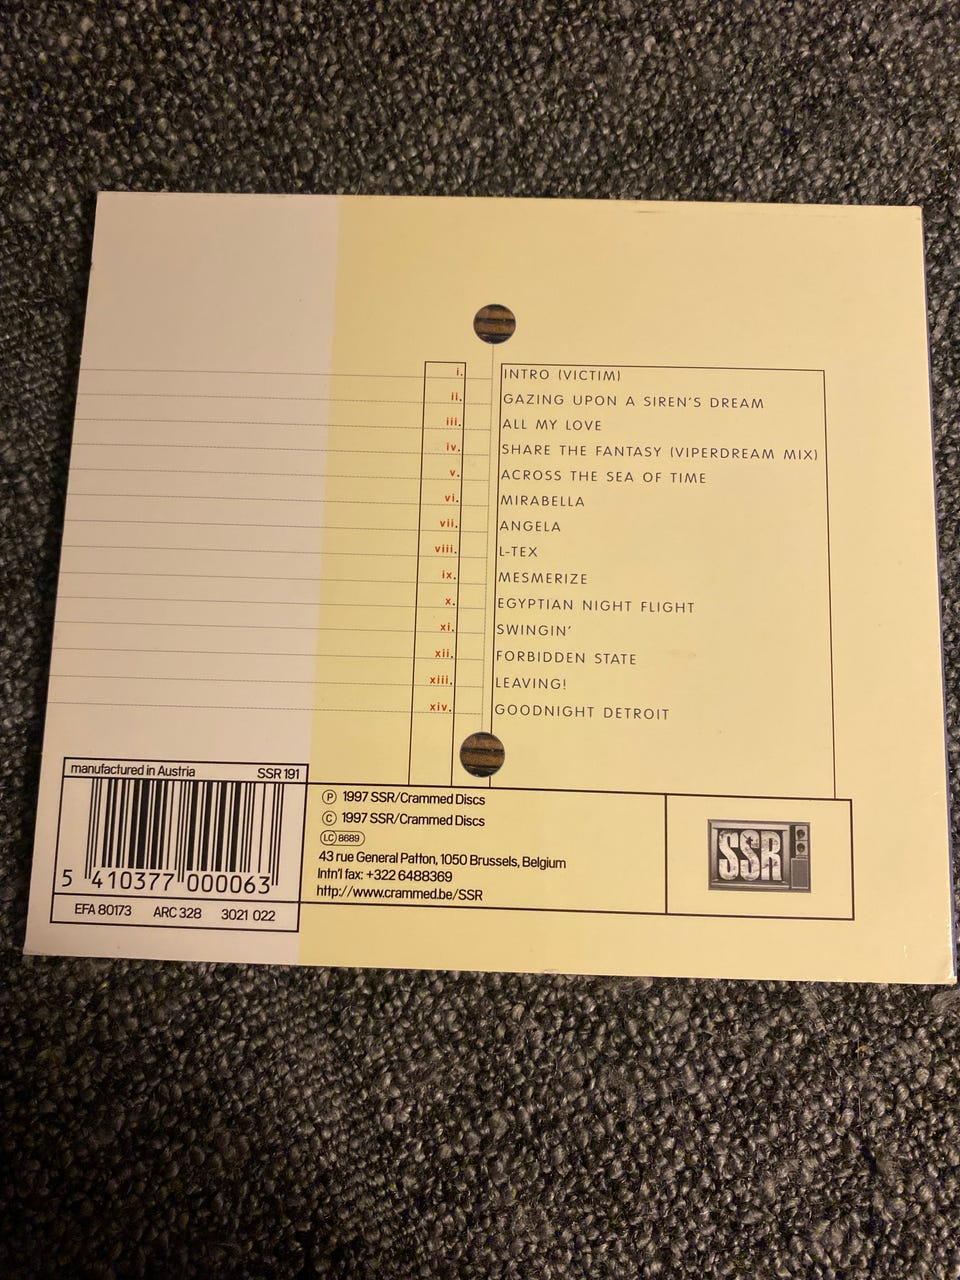 i. INTRO (VICTIM)
ii. GAZING UPON A SIREN'S DREAM
iii. ALL MY LOVE
iv. SHARE THE FANTASY (VIPERDREAM MIX)
v. ACROSS THE SEA OF TIME
vi. MIRABELLA
vii. ANGELA
viii. L-TEX
ix. MESMERIZE
x. EGYPTIAN NIGHT FLIGHT
xi. SWINGIN'
xii. FORBIDDEN STATE
xiii. LEAVING!
xiv. GOODNIGHT DETROIT
manufactured in Austria SSR 191
5 410377 000063
EFA 80173 ARC 328 3021 022
Ⓟ 1997 SSR/Crammed Discs
© 1997 SSR/Crammed Discs
LC 8689
43 rue General Patton, 1050 Brussels, Belgium
Intn'l fax: +322 6488369
http://www.crammed.be/SSR
SSR